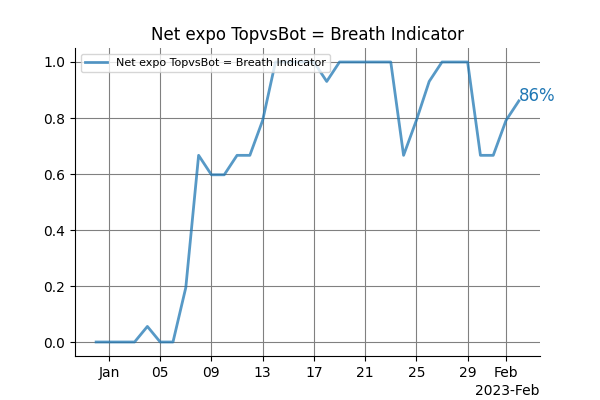 Net expo TopvsBot = Breath Indicator
Net expo TopvsBot = Breath Indicator
1.0
0.8
0.6
0.4
0.2
0.0
86%
Jan 05 09 13 17 21 25 29 Feb
2023-Feb